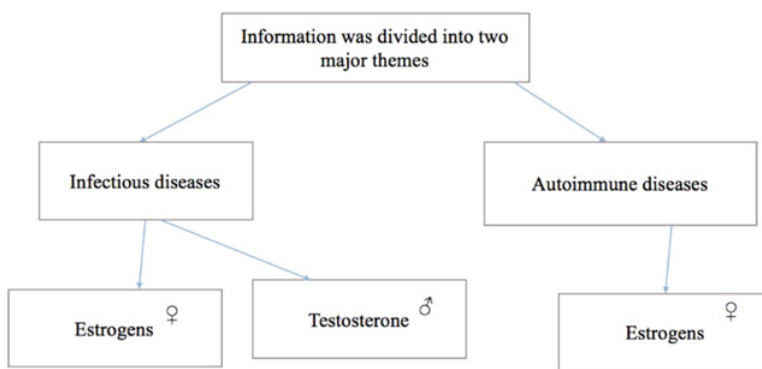 Information was divided into two
major themes
Infectious diseases
Autoimmune diseases
Estrogens ♀
Testosterone ♂
Estrogens ♀